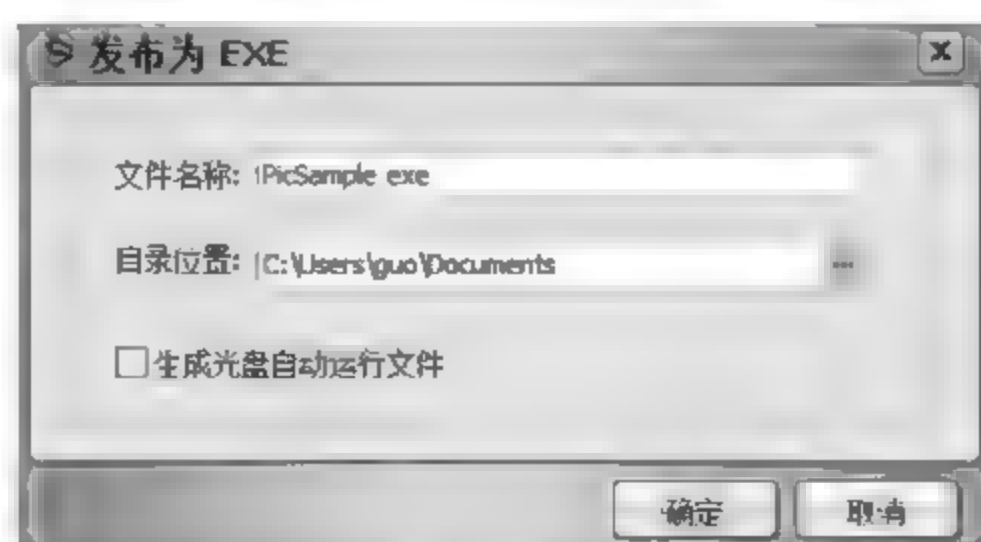 发布为 EXE
文件名称: PicSample exe
目录位置: C:\Users\guo\Documents
...
生成光盘自动运行文件
确定
取消